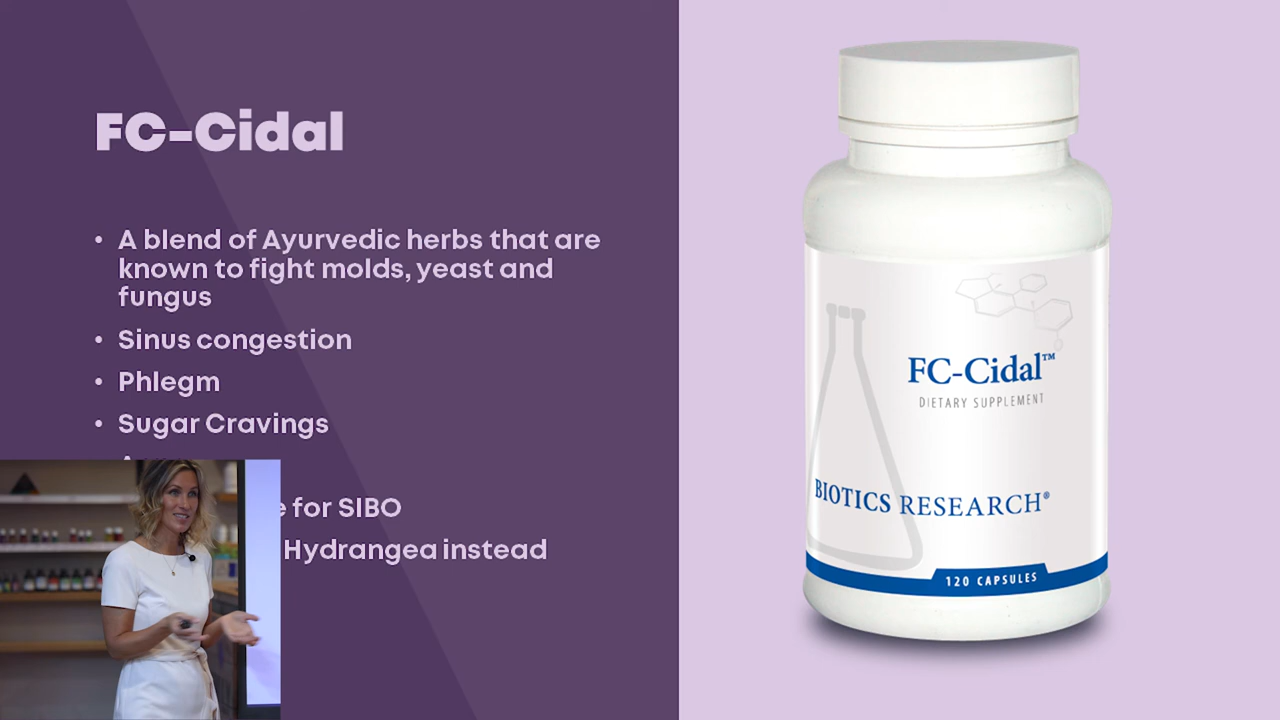 FC-Cidal
• A blend of Ayurvedic herbs that are
known to fight molds, yeast and
fungus
• Sinus congestion
• Phlegm
• Sugar Cravings
for SIBO
Hydrangea instead
FC-Cidal™
DIETARY SUPPLEMENT
BIOTICS RESEARCH®
120 CAPSULES